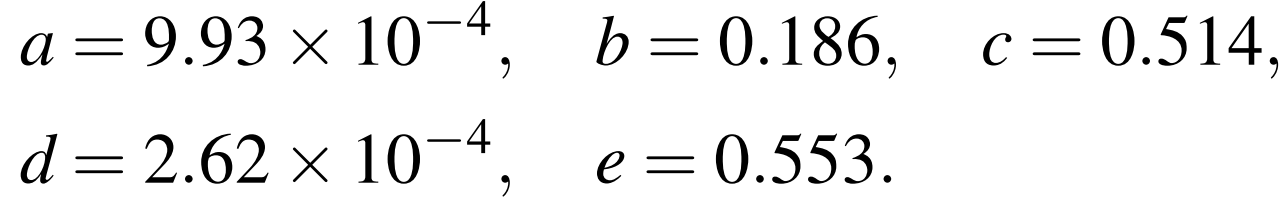 a = 9.93 × 10⁻⁴, b = 0.186, c = 0.514,
d = 2.62 × 10⁻⁴, e = 0.553.